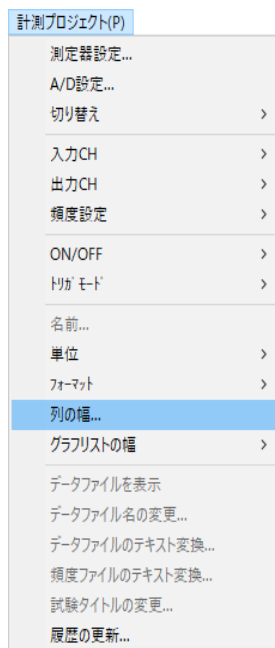 計測プロジェクト(P)
測定器設定...
A/D設定...
切り替え
入力CH
出力CH
頻度設定
ON/OFF
ﾄﾘｶﾞﾓｰﾄﾞ
名前...
単位
ﾌｫｰﾏｯﾄ
列の幅...
グラフリストの幅
データファイルを表示
データファイル名の変更...
データファイルのテキスト変換...
頻度ファイルのテキスト変換...
試験タイトルの変更...
履歴の更新...